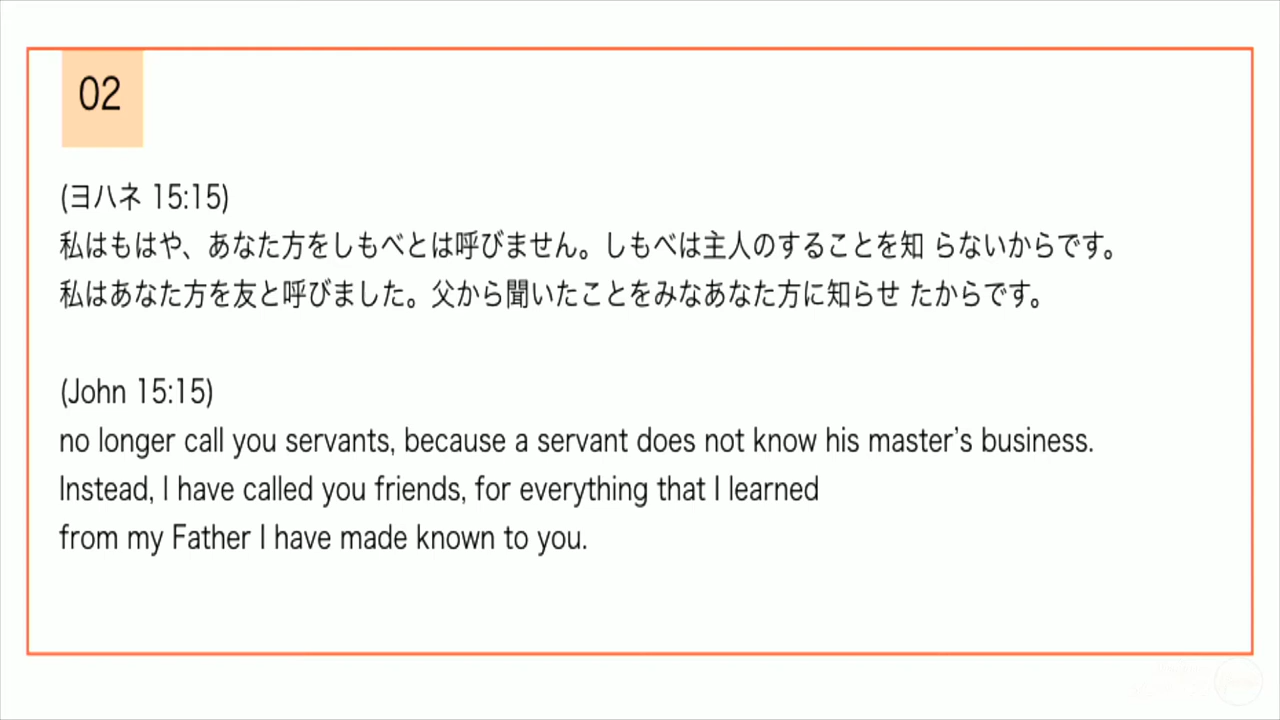 02
(ヨハネ 15:15)
私はもはや、あなた方をしもべとは呼びません。しもべは主人のすることを知 らないからです。
私はあなた方を友と呼びました。父から聞いたことをみなあなた方に知らせ たからです。
(John 15:15)
no longer call you servants, because a servant does not know his master’s business.
Instead, I have called you friends, for everything that I learned
from my Father I have made known to you.